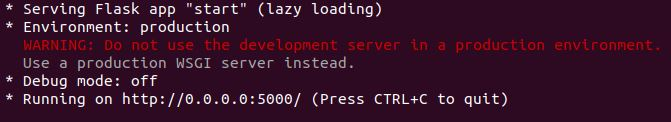 * Serving Flask app "start" (lazy loading)
* Environment: production
WARNING: Do not use the development server in a production environment.
Use a production WSGI server instead.
* Debug mode: off
* Running on http://0.0.0.0:5000/ (Press CTRL+C to quit)